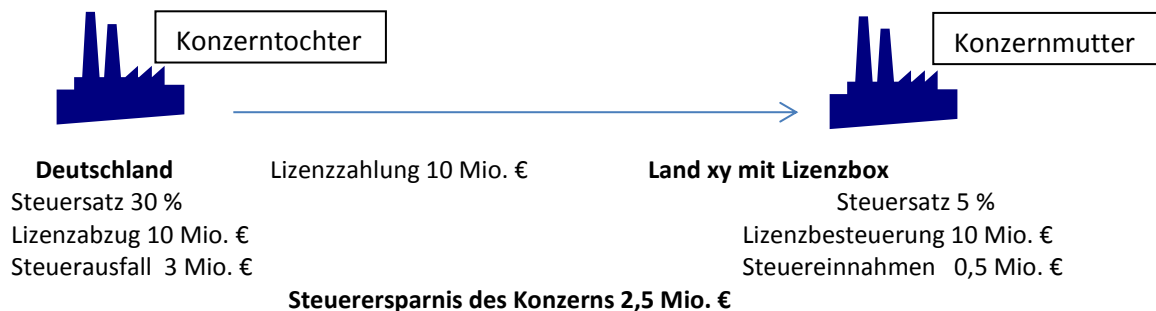 Konzerntochter
Konzernmutter
Deutschland Lizenzzahlung 10 Mio. € Land xy mit Lizenzbox
Steuersatz 30 % Steuersatz 5 %
Lizenzabzug 10 Mio. € Lizenzbesteuerung 10 Mio. €
Steuerausfall 3 Mio. € Steuereinnahmen 0,5 Mio. €
Steuerersparnis des Konzerns 2,5 Mio. €